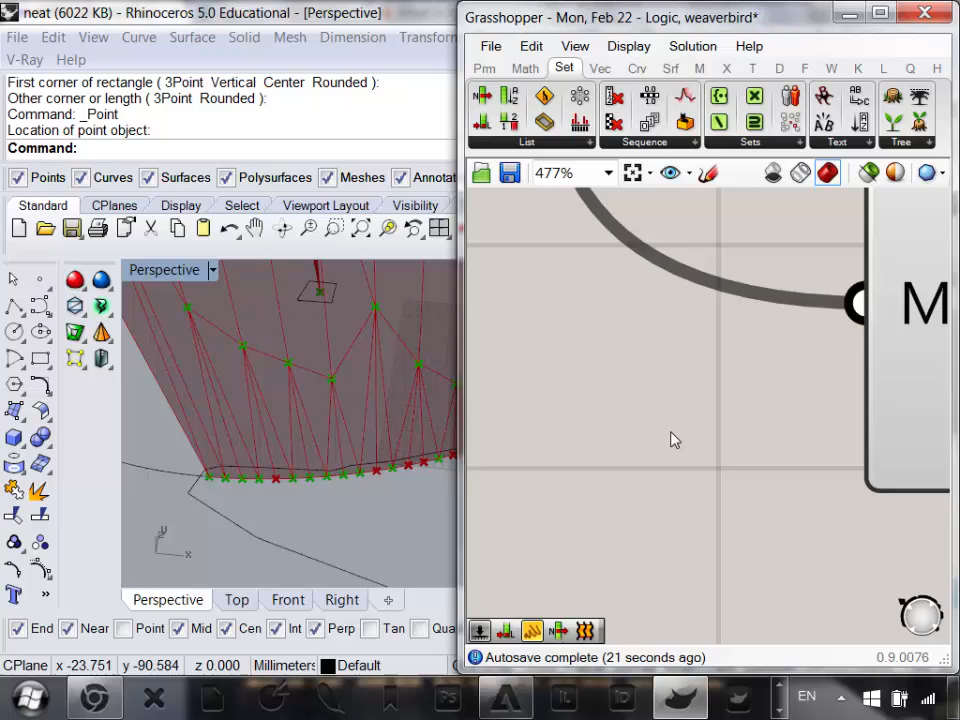 neat (6022 KB) - Rhinoceros 5.0 Educational - [Perspective]
File Edit View Curve Surface Solid Mesh Dimension Transform
V-Ray Help
First corner of rectangle ( 3Point Vertical Center Rounded ):
Other corner or length ( 3Point Rounded ):
Command: _Point
Location of point object:
Command:
Points Curves Surfaces Polysurfaces Meshes Annotat
Standard CPlanes Display Select Viewport Layout Visibility
Perspective
y
x
Perspective Top Front Right
End Near Point Mid Cen Int Perp Tan Qua
CPlane x -23.751 y -90.584 z 0.000 Millimeters Default
Grasshopper - Mon, Feb 22 - Logic, weaverbird*
File Edit View Display Solution Help
Prm Math Set Vec Crv Srf M X T D F W K L Q H
List Sequence Sets Text Tree
477%
M
Autosave complete (21 seconds ago) 0.9.0076
EN